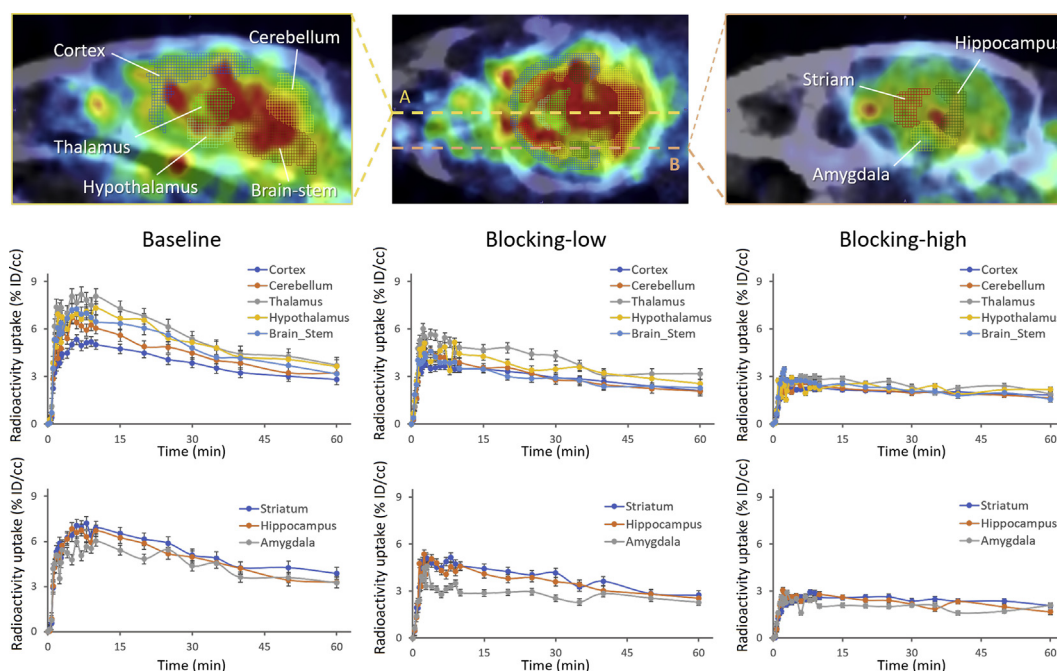 Cortex
Cerebellum
Thalamus
Hypothalamus
Brain-stem
A
B
Hippocampus
Striam
Amygdala
Baseline
Blocking-low
Blocking-high
Radioactivity uptake (% ID/cc)
9
6
3
0
Cortex
Cerebellum
Thalamus
Hypothalamus
Brain_Stem
0 15 30 45 60
Time (min)
Radioactivity uptake (% ID/cc)
9
6
3
0
Cortex
Cerebellum
Thalamus
Hypothalamus
Brain_Stem
0 15 30 45 60
Time (min)
Radioactivity uptake (% ID/cc)
9
6
3
0
Cortex
Cerebellum
Thalamus
Hypothalamus
Brain_Stem
0 15 30 45 60
Time (min)
Radioactivity uptake (% ID/cc)
9
6
3
0
Striatum
Hippocampus
Amygdala
0 15 30 45 60
Time (min)
Radioactivity uptake (% ID/cc)
9
6
3
0
Striatum
Hippocampus
Amygdala
0 15 30 45 60
Time (min)
Radioactivity uptake (% ID/cc)
9
6
3
0
Striatum
Hippocampus
Amygdala
0 15 30 45 60
Time (min)